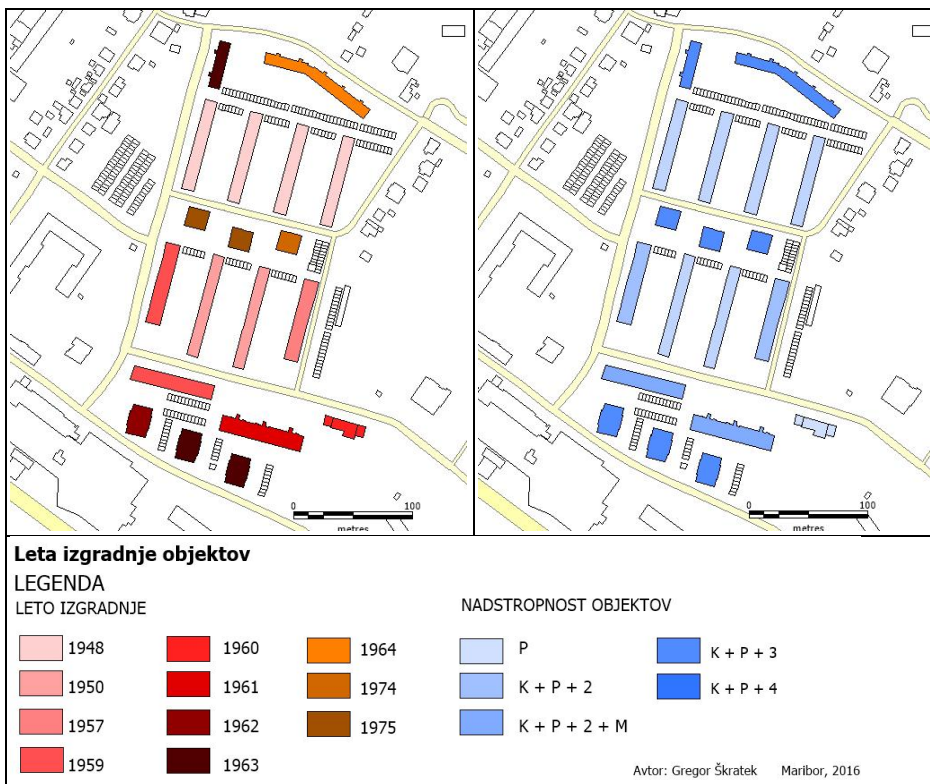 0 100
metres
0 100
metres
Leta izgradnje objektov
LEGENDA
LETO IZGRADNJE
NADSTROPNOST OBJEKTOV
1948
1950
1957
1959
1960
1961
1962
1963
1964
1974
1975
P
K + P + 2
K + P + 2 + M
K + P + 3
K + P + 4
Avtor: Gregor Škratek Maribor, 2016